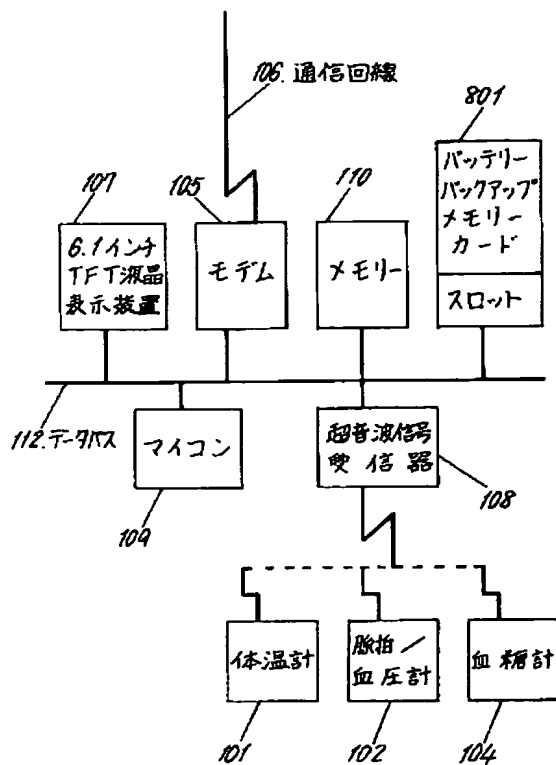 106.通信回線
801
107
105
110
バッテリー
バックアップ
メモリー
カード
スロット
6.1インチ
TFT液晶
表示装置
モデム
メモリー
112.データバス
マイコン
超音波信号
受信器
109
108
体温計
脈拍／
血圧計
血糖計
101
102
104